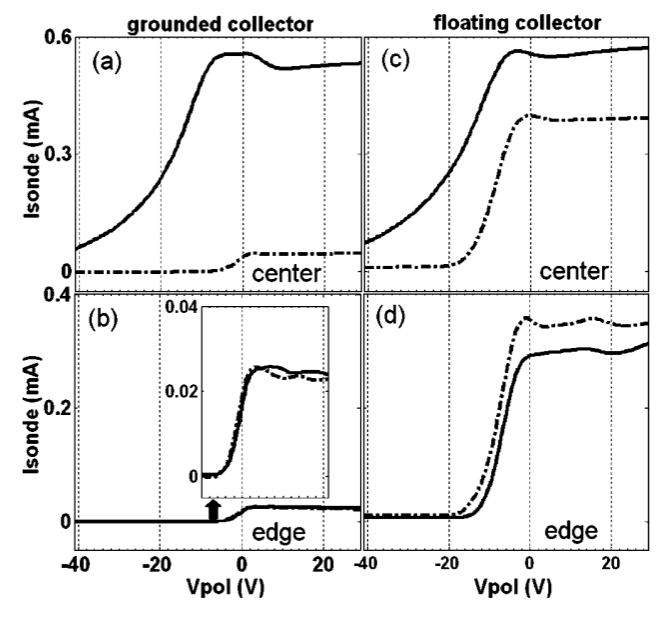 grounded collector
floating collector
0.6
(a)
(c)
Isonde (mA)
0.3
0
center
center
0.4
(b)
0.04
(d)
Isonde (mA)
0.02
0.2
0
0
edge
edge
-40
-20
0
20
-40
-20
0
20
Vpol (V)
Vpol (V)